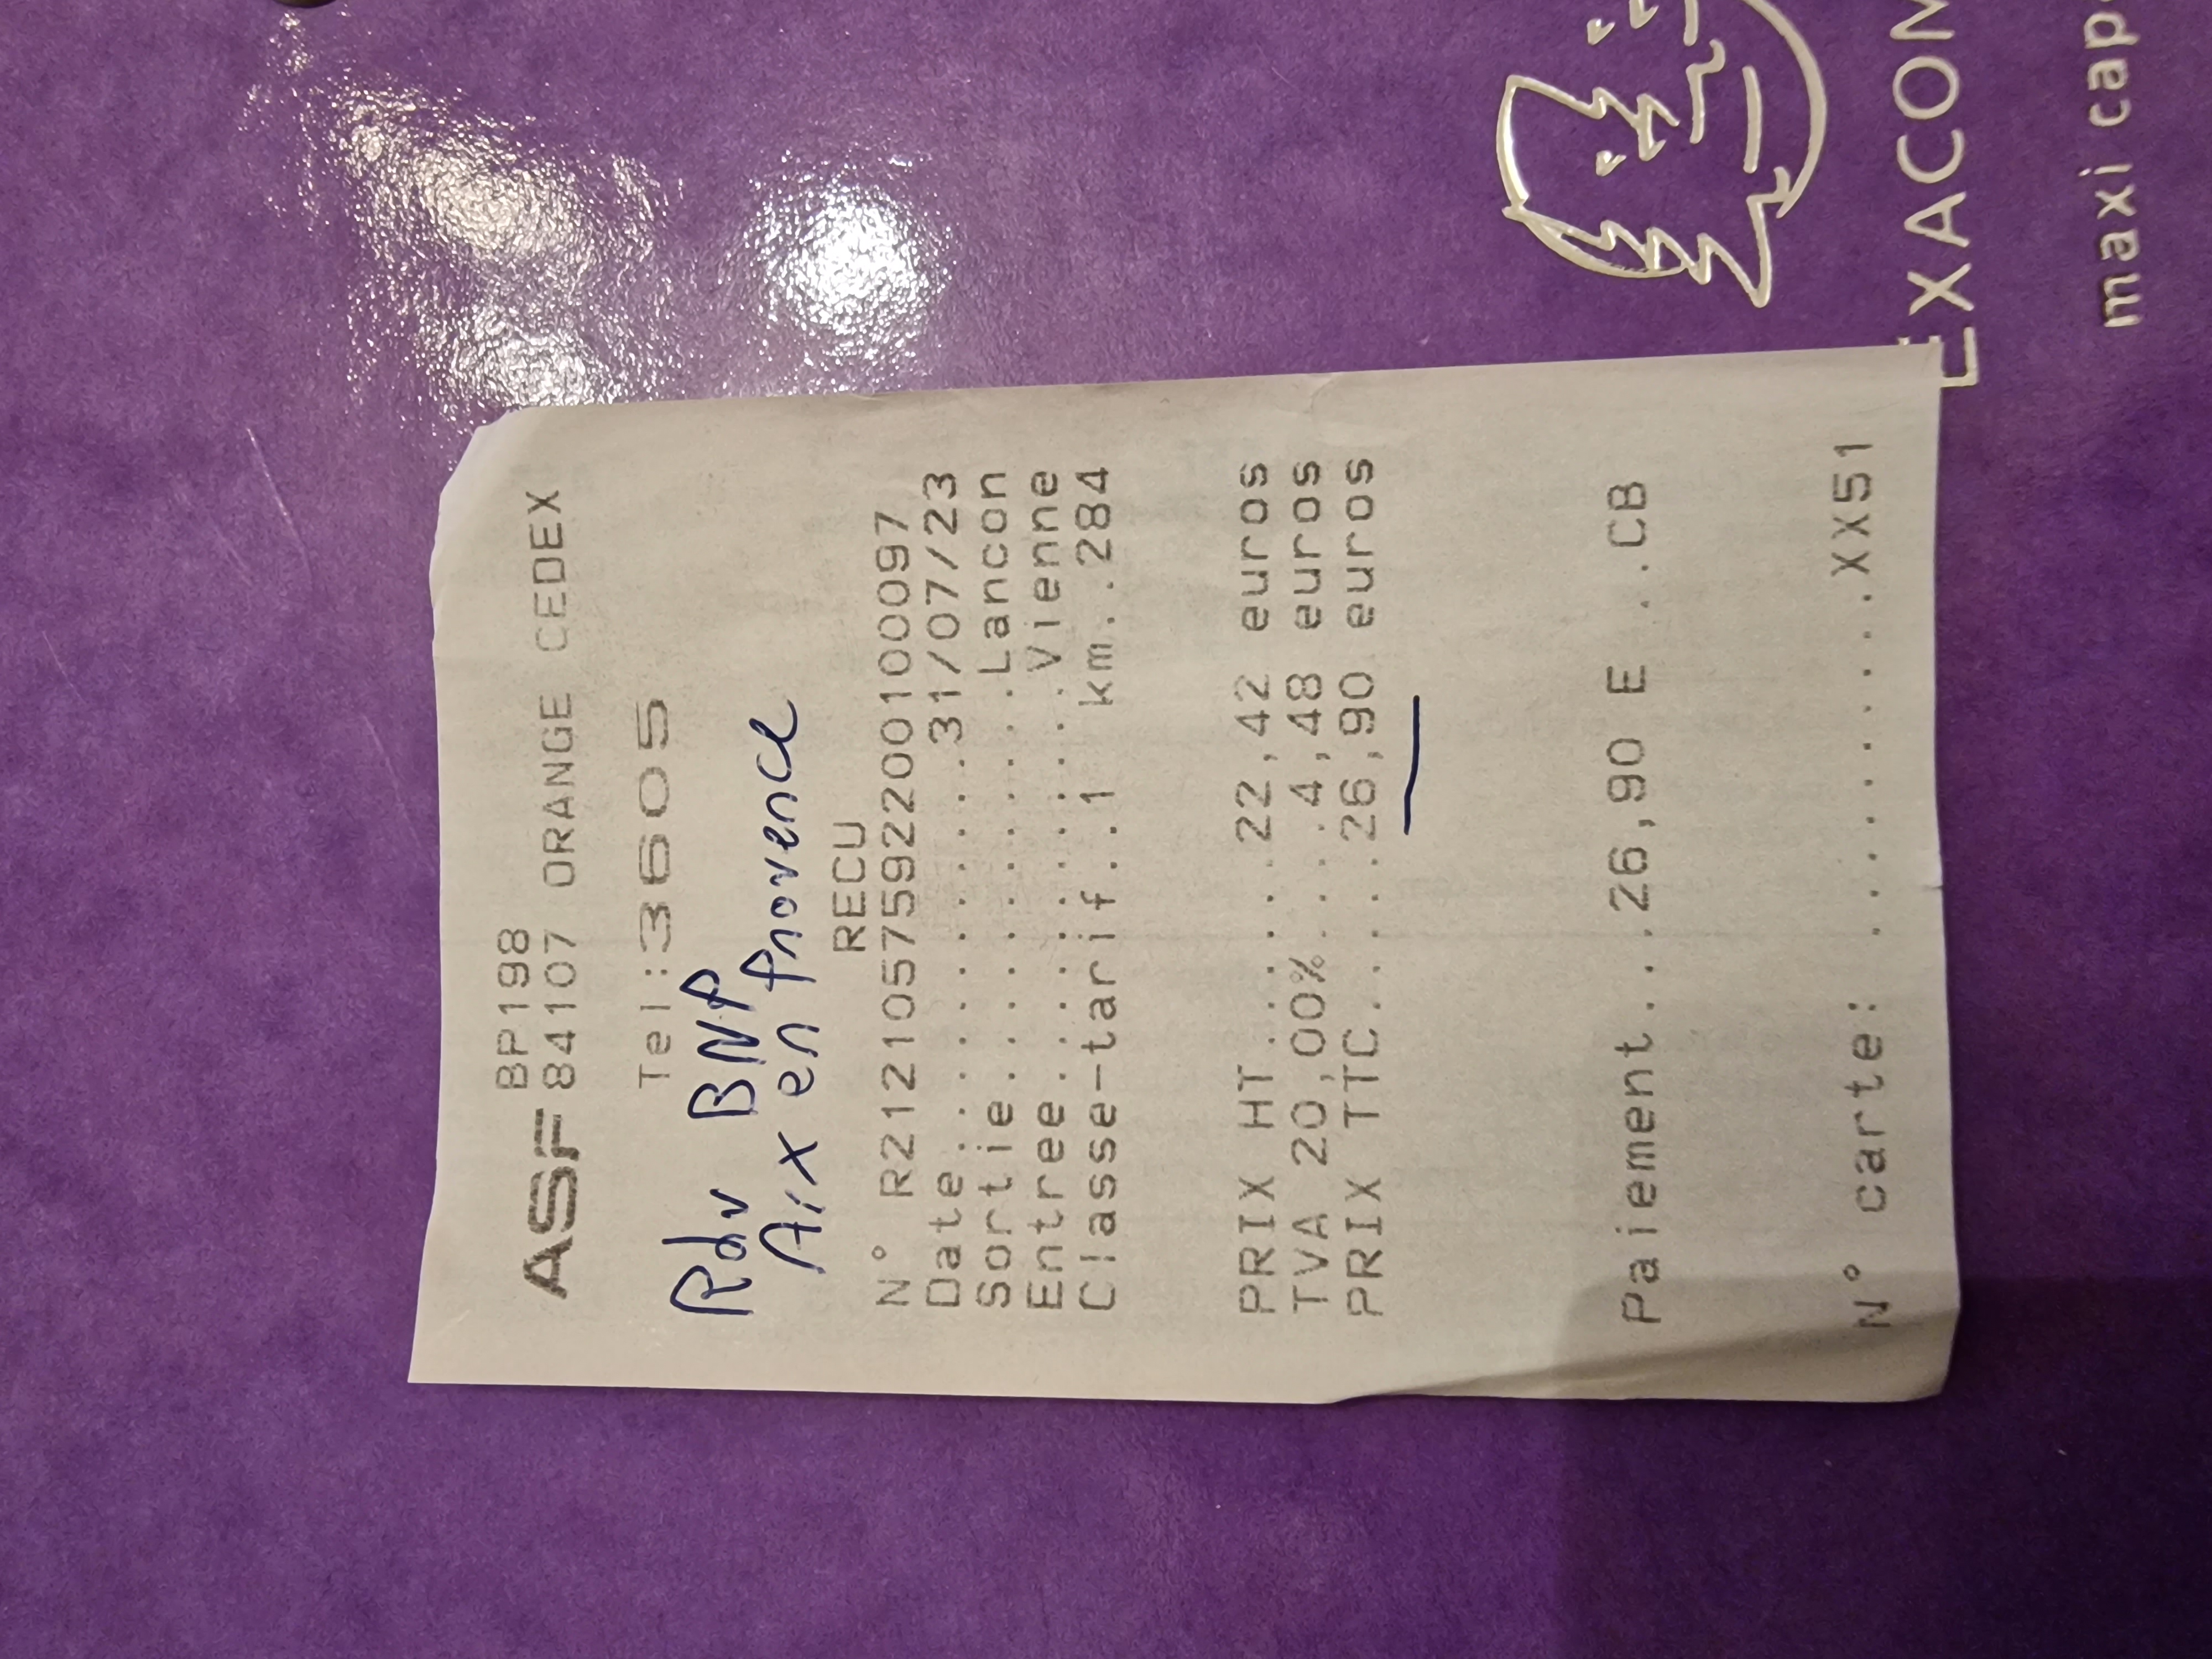 BP198
ASF 84107 ORANGE CEDEX
Tel:3605
Rdv BNP
Aix en provence
RECU
N° R21210575922001000097
Date.............31/07/23
Sortie.............Lancon
Entree.............Vienne
Classe-tarif..1 km..284
PRIX HT.......22,42 euros
TVA 20,00%.....4,48 euros
PRIX TTC......26,90 euros
Paiement...26,90 E ..CB
N° carte:..........XX51
EXACOM
maxi cap